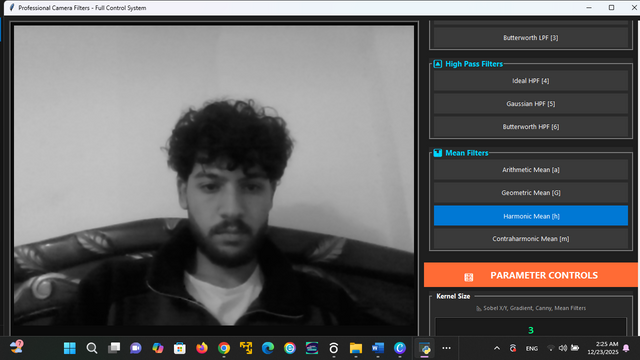 Professional Camera Filters - Full Control System
Butterworth LPF [3]
High Pass Filters
Ideal HPF [4]
Gaussian HPF [5]
Butterworth HPF [6]
Mean Filters
Arithmetic Mean [a]
Geometric Mean [G]
Harmonic Mean [h]
Contraharmonic Mean [m]
PARAMETER CONTROLS
Kernel Size
Sobel X/Y, Gradient, Canny, Mean Filters
3
ENG
2:25 AM
12/23/2025